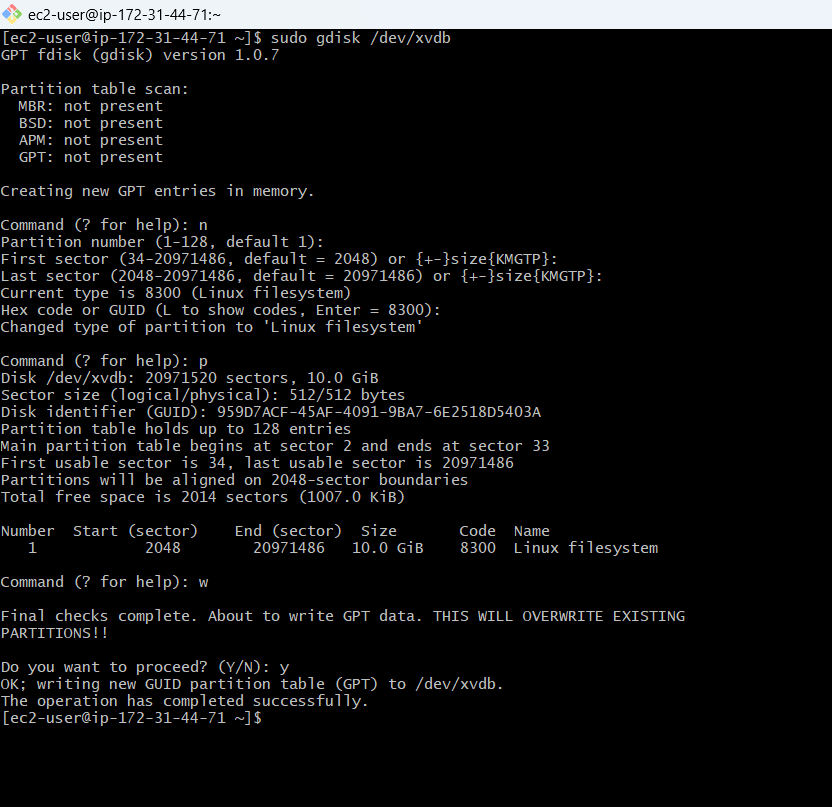 ec2-user@ip-172-31-44-71:~
[ec2-user@ip-172-31-44-71 ~]$ sudo gdisk /dev/xvdb
GPT fdisk (gdisk) version 1.0.7
Partition table scan:
  MBR: not present
  BSD: not present
  APM: not present
  GPT: not present
Creating new GPT entries in memory.
Command (? for help): n
Partition number (1-128, default 1):
First sector (34-20971486, default = 2048) or {+-}size{KMGTP}:
Last sector (2048-20971486, default = 20971486) or {+-}size{KMGTP}:
Current type is 8300 (Linux filesystem)
Hex code or GUID (L to show codes, Enter = 8300):
Changed type of partition to 'Linux filesystem'
Command (? for help): p
Disk /dev/xvdb: 20971520 sectors, 10.0 GiB
Sector size (logical/physical): 512/512 bytes
Disk identifier (GUID): 959D7ACF-45AF-4091-9BA7-6E2518D5403A
Partition table holds up to 128 entries
Main partition table begins at sector 2 and ends at sector 33
First usable sector is 34, last usable sector is 20971486
Partitions will be aligned on 2048-sector boundaries
Total free space is 2014 sectors (1007.0 KiB)
Number  Start (sector)    End (sector)  Size       Code  Name
   1            2048        20971486   10.0 GiB    8300  Linux filesystem
Command (? for help): w
Final checks complete. About to write GPT data. THIS WILL OVERWRITE EXISTING
PARTITIONS!!
Do you want to proceed? (Y/N): y
OK; writing new GUID partition table (GPT) to /dev/xvdb.
The operation has completed successfully.
[ec2-user@ip-172-31-44-71 ~]$